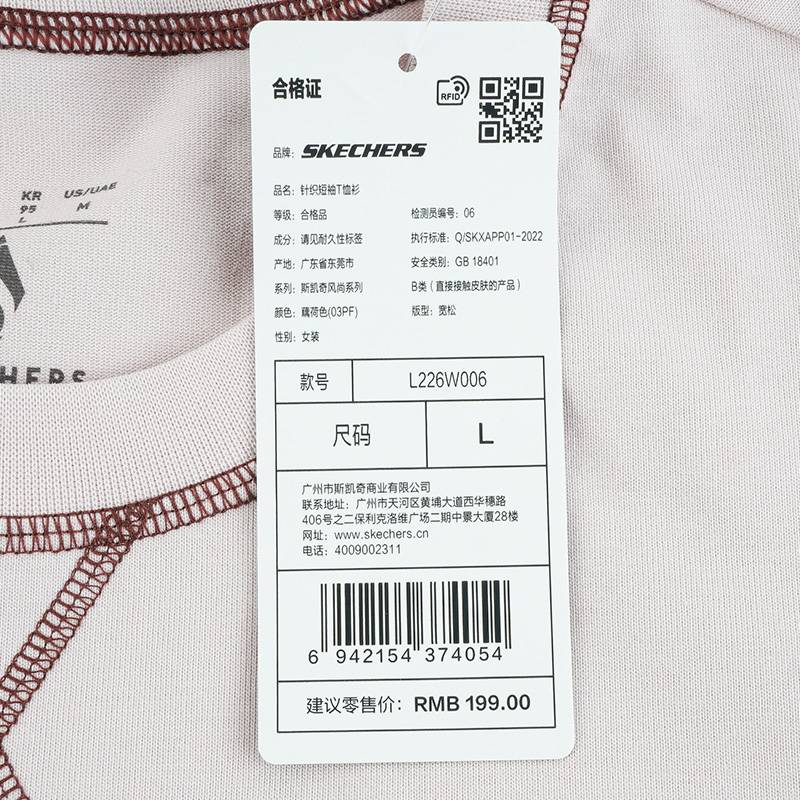 KR US/UAE
95 M
L
HERS
合格证
RFID
品牌: SKECHERS
品名: 针织短袖T恤衫
等级: 合格品 检测员编号: 06
成分: 请见耐久性标签 执行标准: Q/SKXAPP01-2022
产地: 广东省东莞市 安全类别: GB 18401
系列: 斯凯奇风尚系列 B类(直接接触皮肤的产品)
颜色: 藕荷色(03PF) 版型: 宽松
性别: 女装
款号 L226W006
尺码 L
广州市斯凯奇商业有限公司
联系地址: 广州市天河区黄埔大道西华穗路
406号之二保利克洛维广场二期中景大厦28楼
网址: www.skechers.cn
电话: 4009002311
6 942154 374054
建议零售价: RMB 199.00